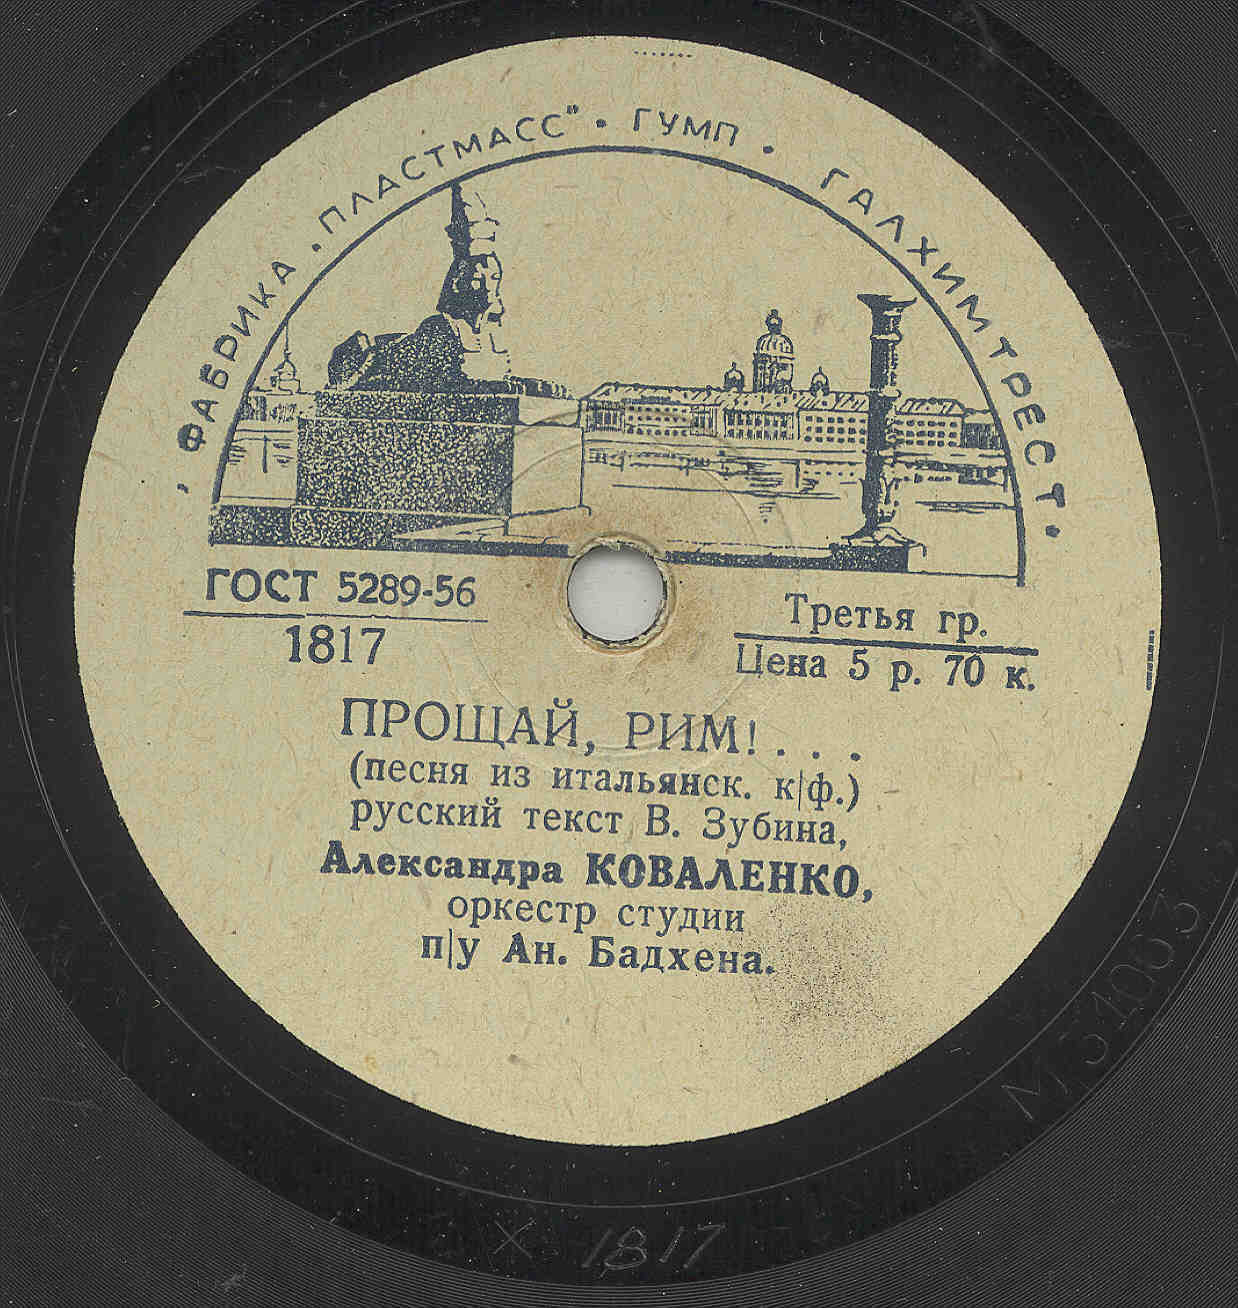 „ФАБРИКА „ПЛАСТМАСС" • ГУМП • ГАЛХИМТРЕСТ•
ГОСТ 5289-56
1817
Третья гр.
Цена 5 р. 70 к.
ПРОЩАЙ, РИМ!...
(песня из итальянск. к/ф.)
русский текст В. Зубина,
Александра КОВАЛЕНКО,
оркестр студии
п/у Ан. Бадхена.
М 31003
X 1817